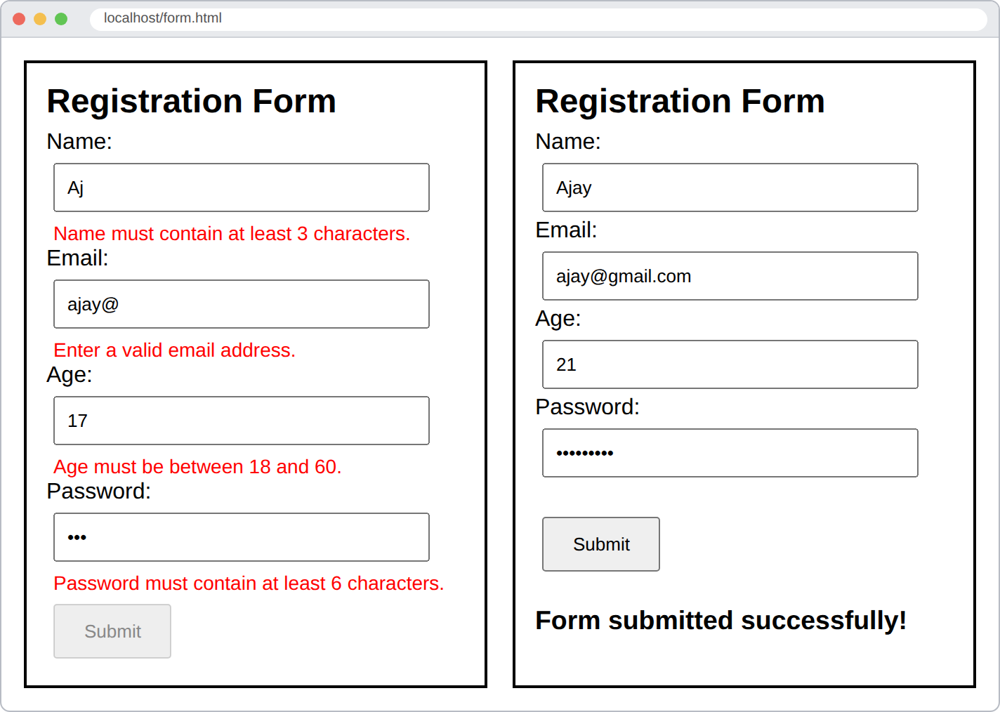 localhost/form.html
Registration Form
Name:
Aj
Name must contain at least 3 characters.
Email:
ajay@
Enter a valid email address.
Age:
17
Age must be between 18 and 60.
Password:
•••
Password must contain at least 6 characters.
Submit
Registration Form
Name:
Ajay
Email:
ajay@gmail.com
Age:
21
Password:
•••••••••
Submit
Form submitted successfully!